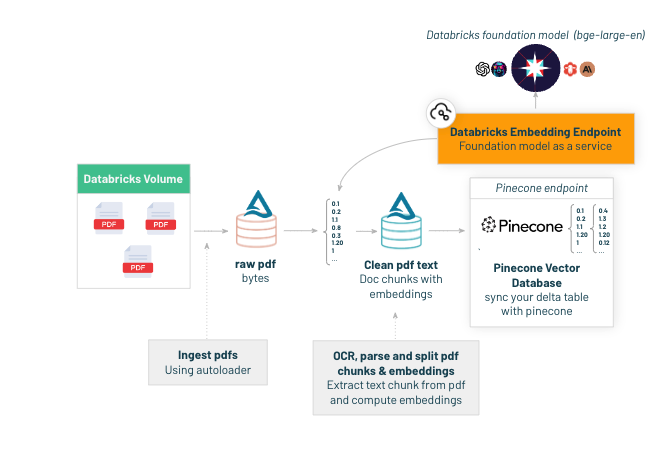 Databricks foundation model (bge-large-en)
Databricks Embedding Endpoint
Foundation model as a service
Databricks Volume
PDF
PDF
PDF
raw pdf
bytes
0.1
0.2
1.1
0.8
0.3
1.20
1
...
Clean pdf text
Doc chunks with
embeddings
Pinecone endpoint
Pinecone
0.1
0.2
1.1
1.20
1
...
0.4
1.3
1.2
1.20
0.12
...
Pinecone Vector
Database
sync your delta table
with pinecone
Ingest pdfs
Using autoloader
OCR, parse and split pdf
chunks & embeddings
Extract text chunk from pdf
and compute embeddings